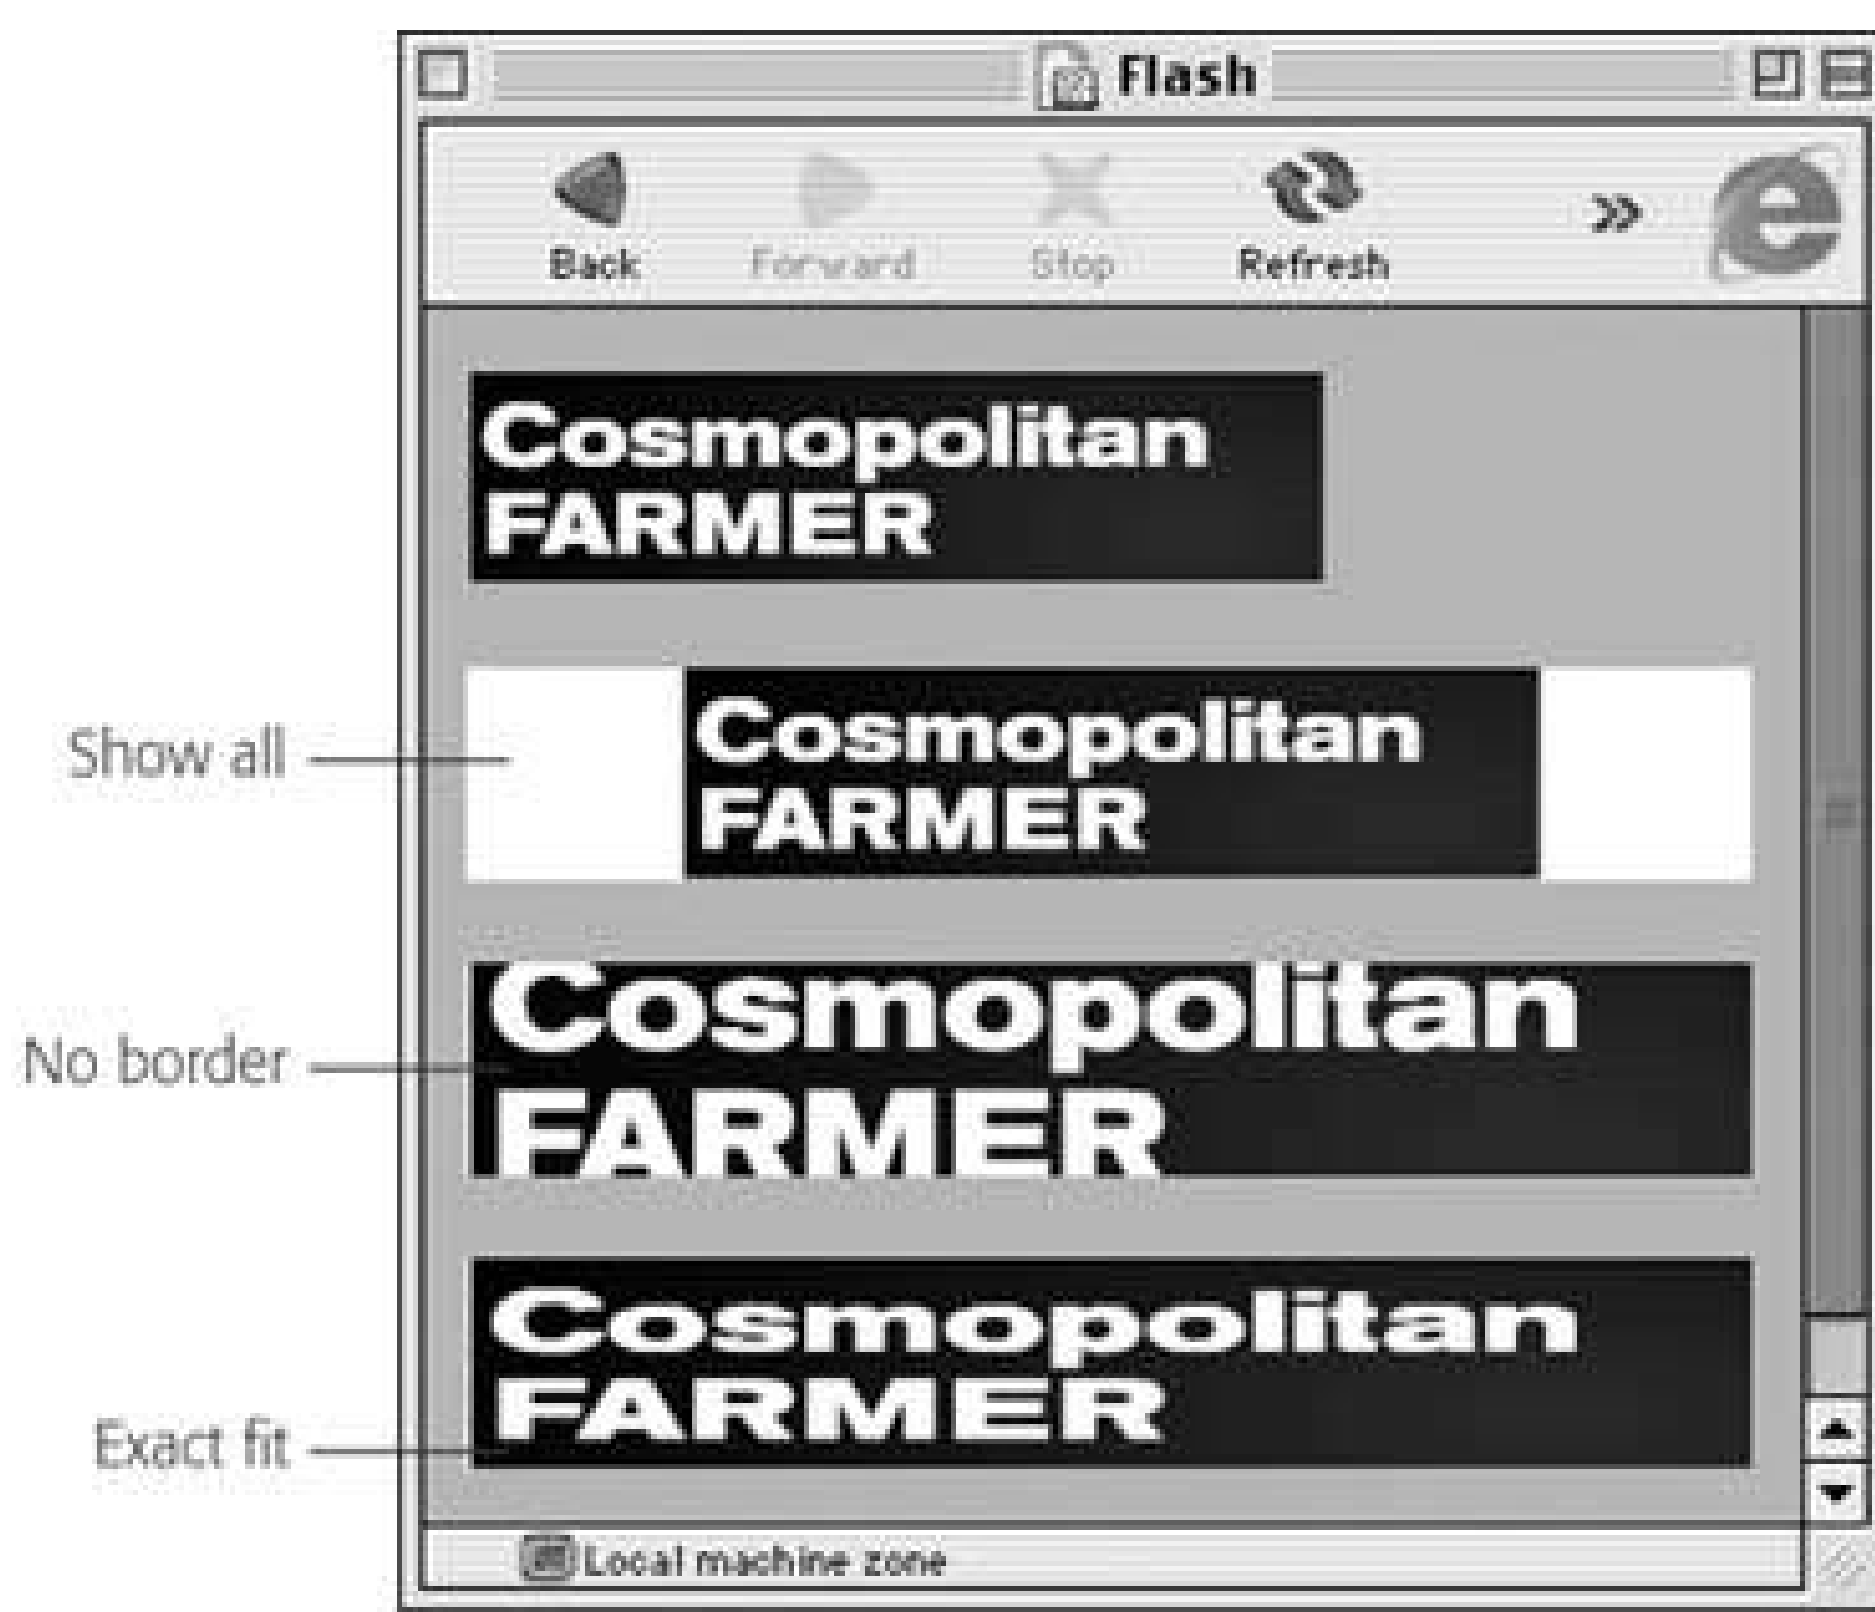 Flash
Back Forward Stop Refresh »
Cosmopolitan
FARMER
Show all
Cosmopolitan
FARMER
No border
Cosmopolitan
FARMER
Exact fit
Cosmopolitan
FARMER
Local machine zone